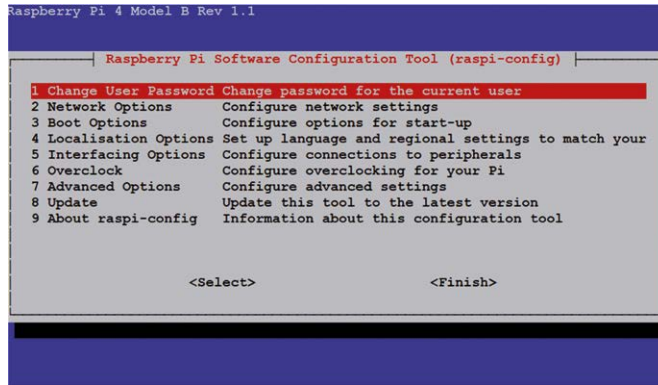 Raspberry Pi 4 Model B Rev 1.1
Raspberry Pi Software Configuration Tool (raspi-config)
1 Change User Password Change password for the current user
2 Network Options Configure network settings
3 Boot Options Configure options for start-up
4 Localisation Options Set up language and regional settings to match your
5 Interfacing Options Configure connections to peripherals
6 Overclock Configure overclocking for your Pi
7 Advanced Options Configure advanced settings
8 Update Update this tool to the latest version
9 About raspi-config Information about this configuration tool
<Select> <Finish>